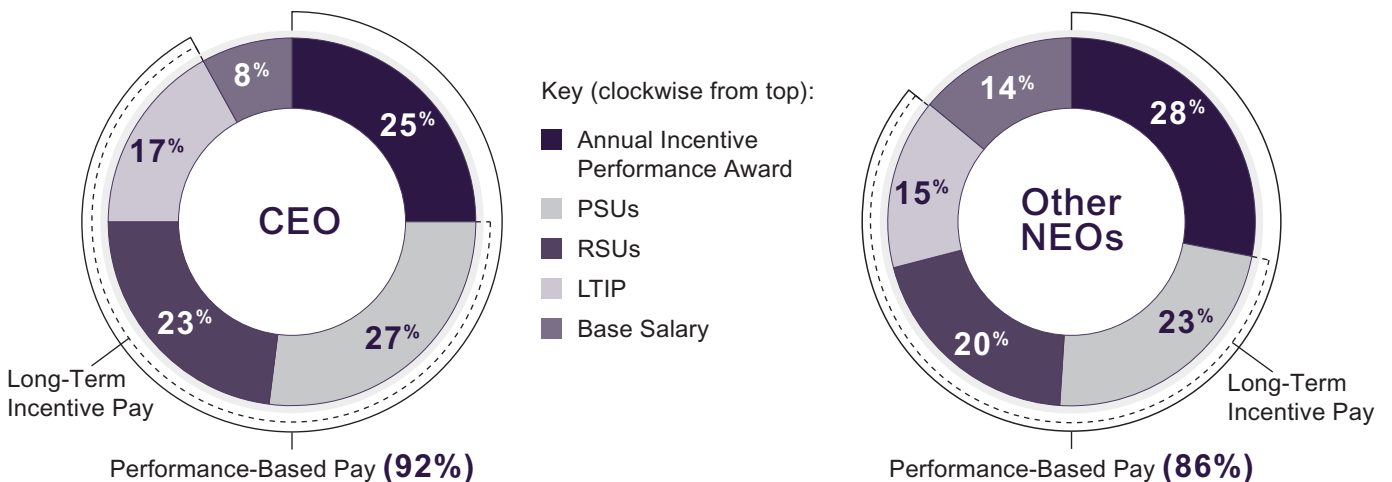 8%
25%
17%
CEO
23%
27%
Long-Term
Incentive Pay
Performance-Based Pay (92%)
Key (clockwise from top):
Annual Incentive
Performance Award
PSUs
RSUs
LTIP
Base Salary
14%
28%
15%
Other
NEOs
20%
23%
Long-Term
Incentive Pay
Performance-Based Pay (86%)